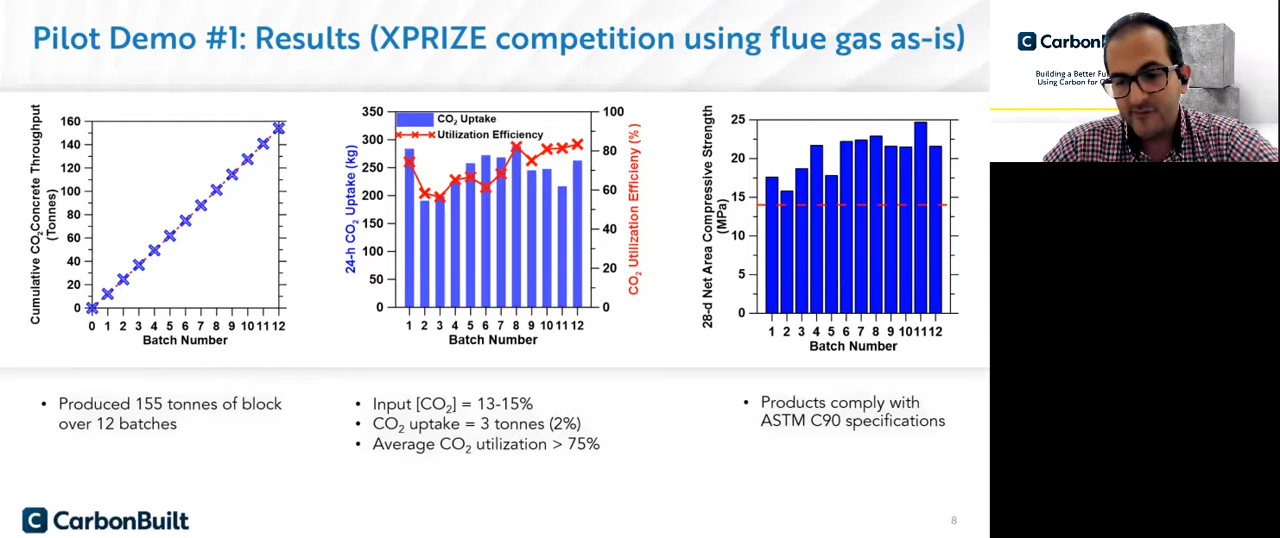 Pilot Demo #1: Results (XPRIZE competition using flue gas as-is)
Cumulative CO₂Concrete Throughput
(Tonnes)
160
140
120
100
80
60
40
20
0
0 1 2 3 4 5 6 7 8 9 10 11 12
Batch Number
24-h CO₂ Uptake (kg)
350
300
250
200
150
100
50
0
CO₂ Uptake
Utilization Efficiency
100
80
60
40
20
0
CO₂ Utilization Efficieny (%)
1 2 3 4 5 6 7 8 9 10 11 12
Batch Number
28-d Net Area Compressive Strength
(MPa)
25
20
15
10
5
0
1 2 3 4 5 6 7 8 9 10 11 12
Batch Number
• Produced 155 tonnes of block
over 12 batches
• Input [CO₂] = 13-15%
• CO₂ uptake = 3 tonnes (2%)
• Average CO₂ utilization > 75%
• Products comply with
ASTM C90 specifications
C CarbonBuilt
8
C Carbon
Building a Better
Using Carbon for